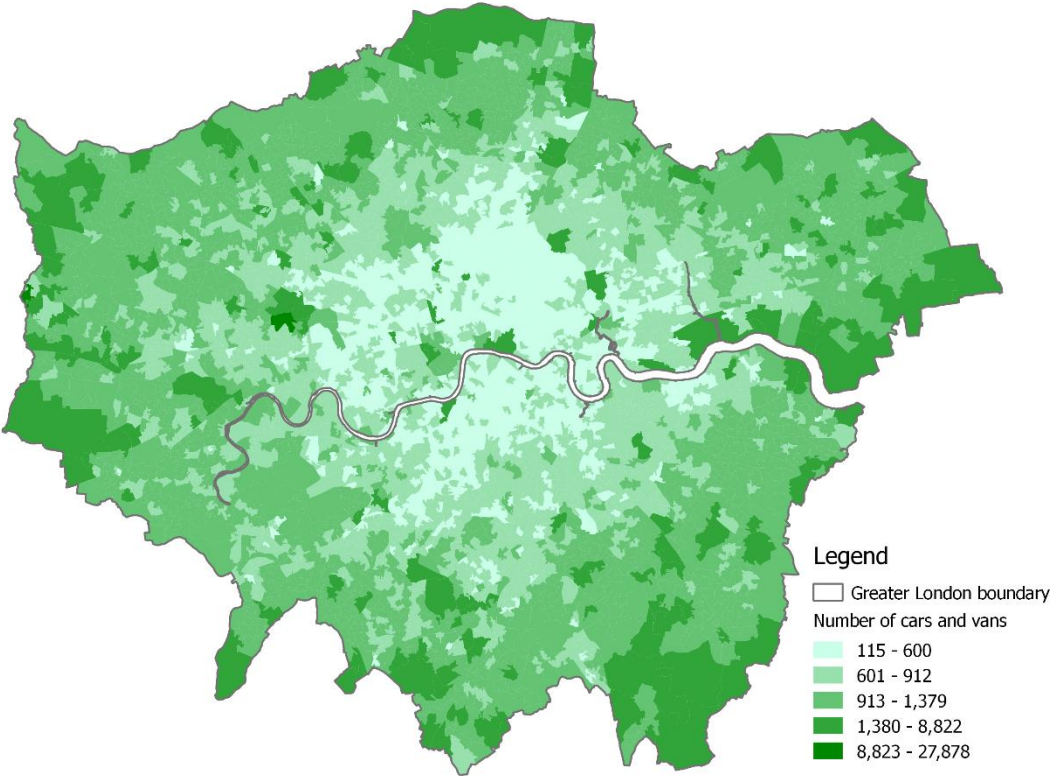 Legend
Greater London boundary
Number of cars and vans
115 - 600
601 - 912
913 - 1,379
1,380 - 8,822
8,823 - 27,878